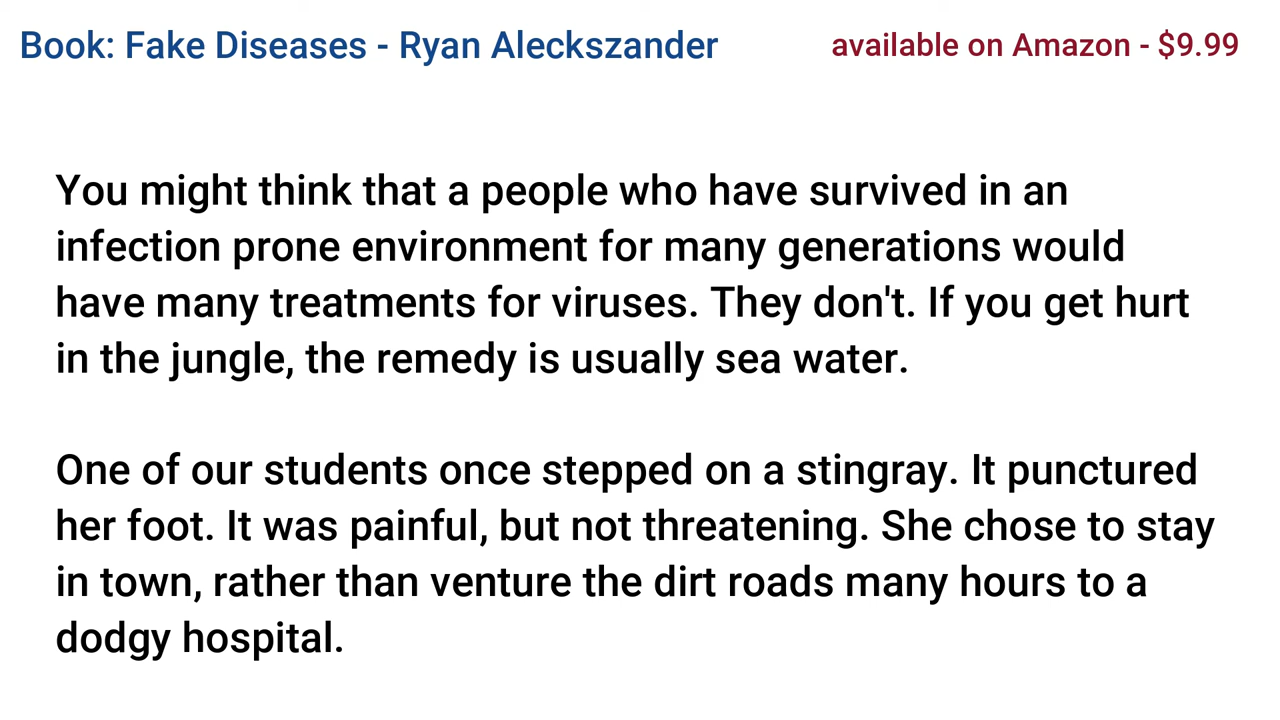 Book: Fake Diseases - Ryan Aleckszander
available on Amazon - $9.99
You might think that a people who have survived in an
infection prone environment for many generations would
have many treatments for viruses. They don't. If you get hurt
in the jungle, the remedy is usually sea water.
One of our students once stepped on a stingray. It punctured
her foot. It was painful, but not threatening. She chose to stay
in town, rather than venture the dirt roads many hours to a
dodgy hospital.